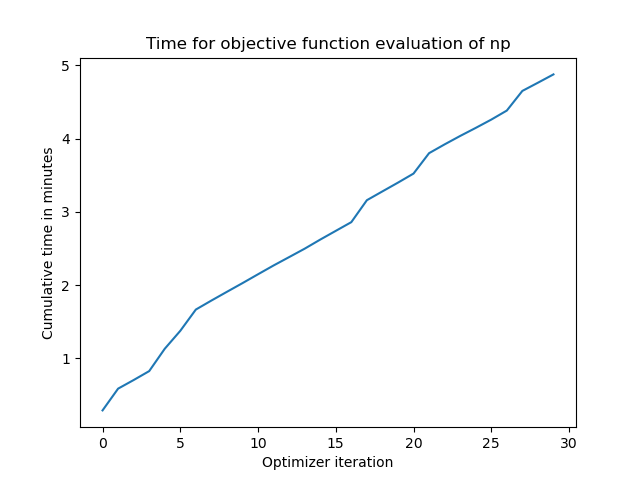 Time for objective function evaluation of np
5
4
3
2
1
Cumulative time in minutes
0 5 10 15 20 25 30
Optimizer iteration